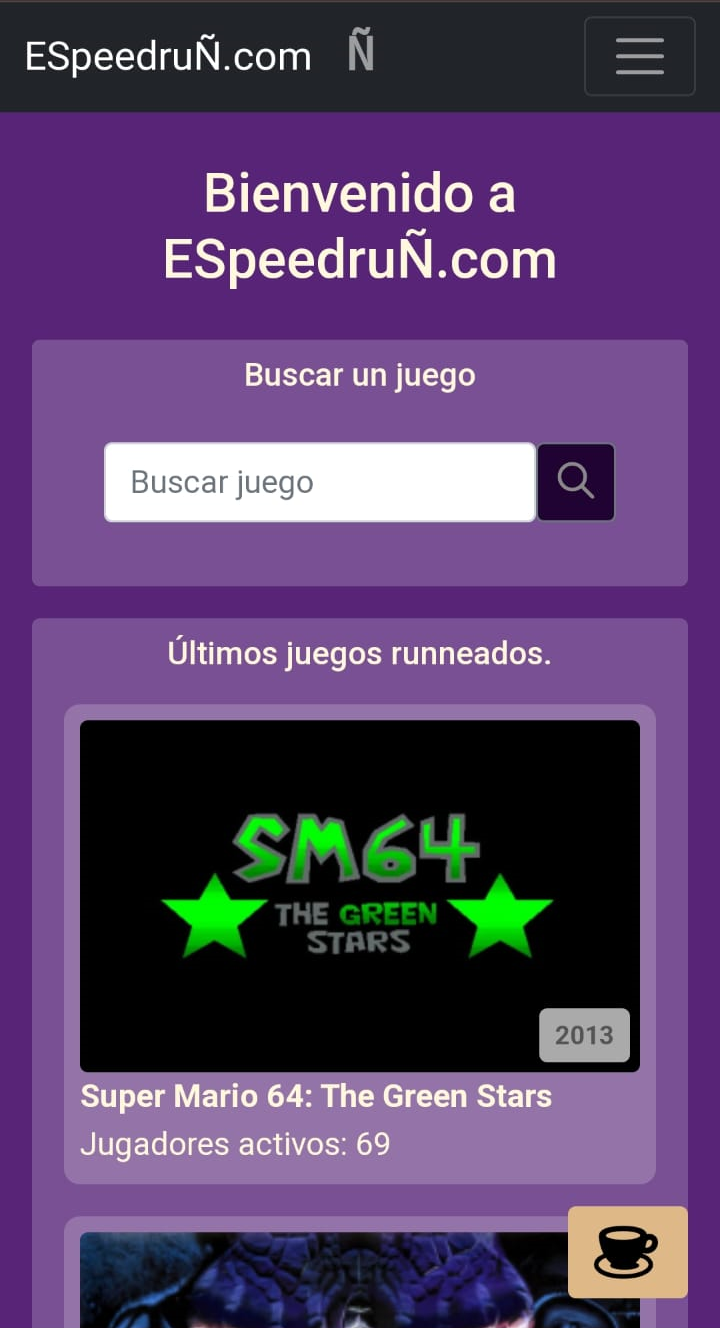 ESpeedruÑ.com Ñ
Bienvenido a
ESpeedruÑ.com
Buscar un juego
Buscar juego
Últimos juegos runneados.
SM64
THE GREEN
STARS
2013
Super Mario 64: The Green Stars
Jugadores activos: 69